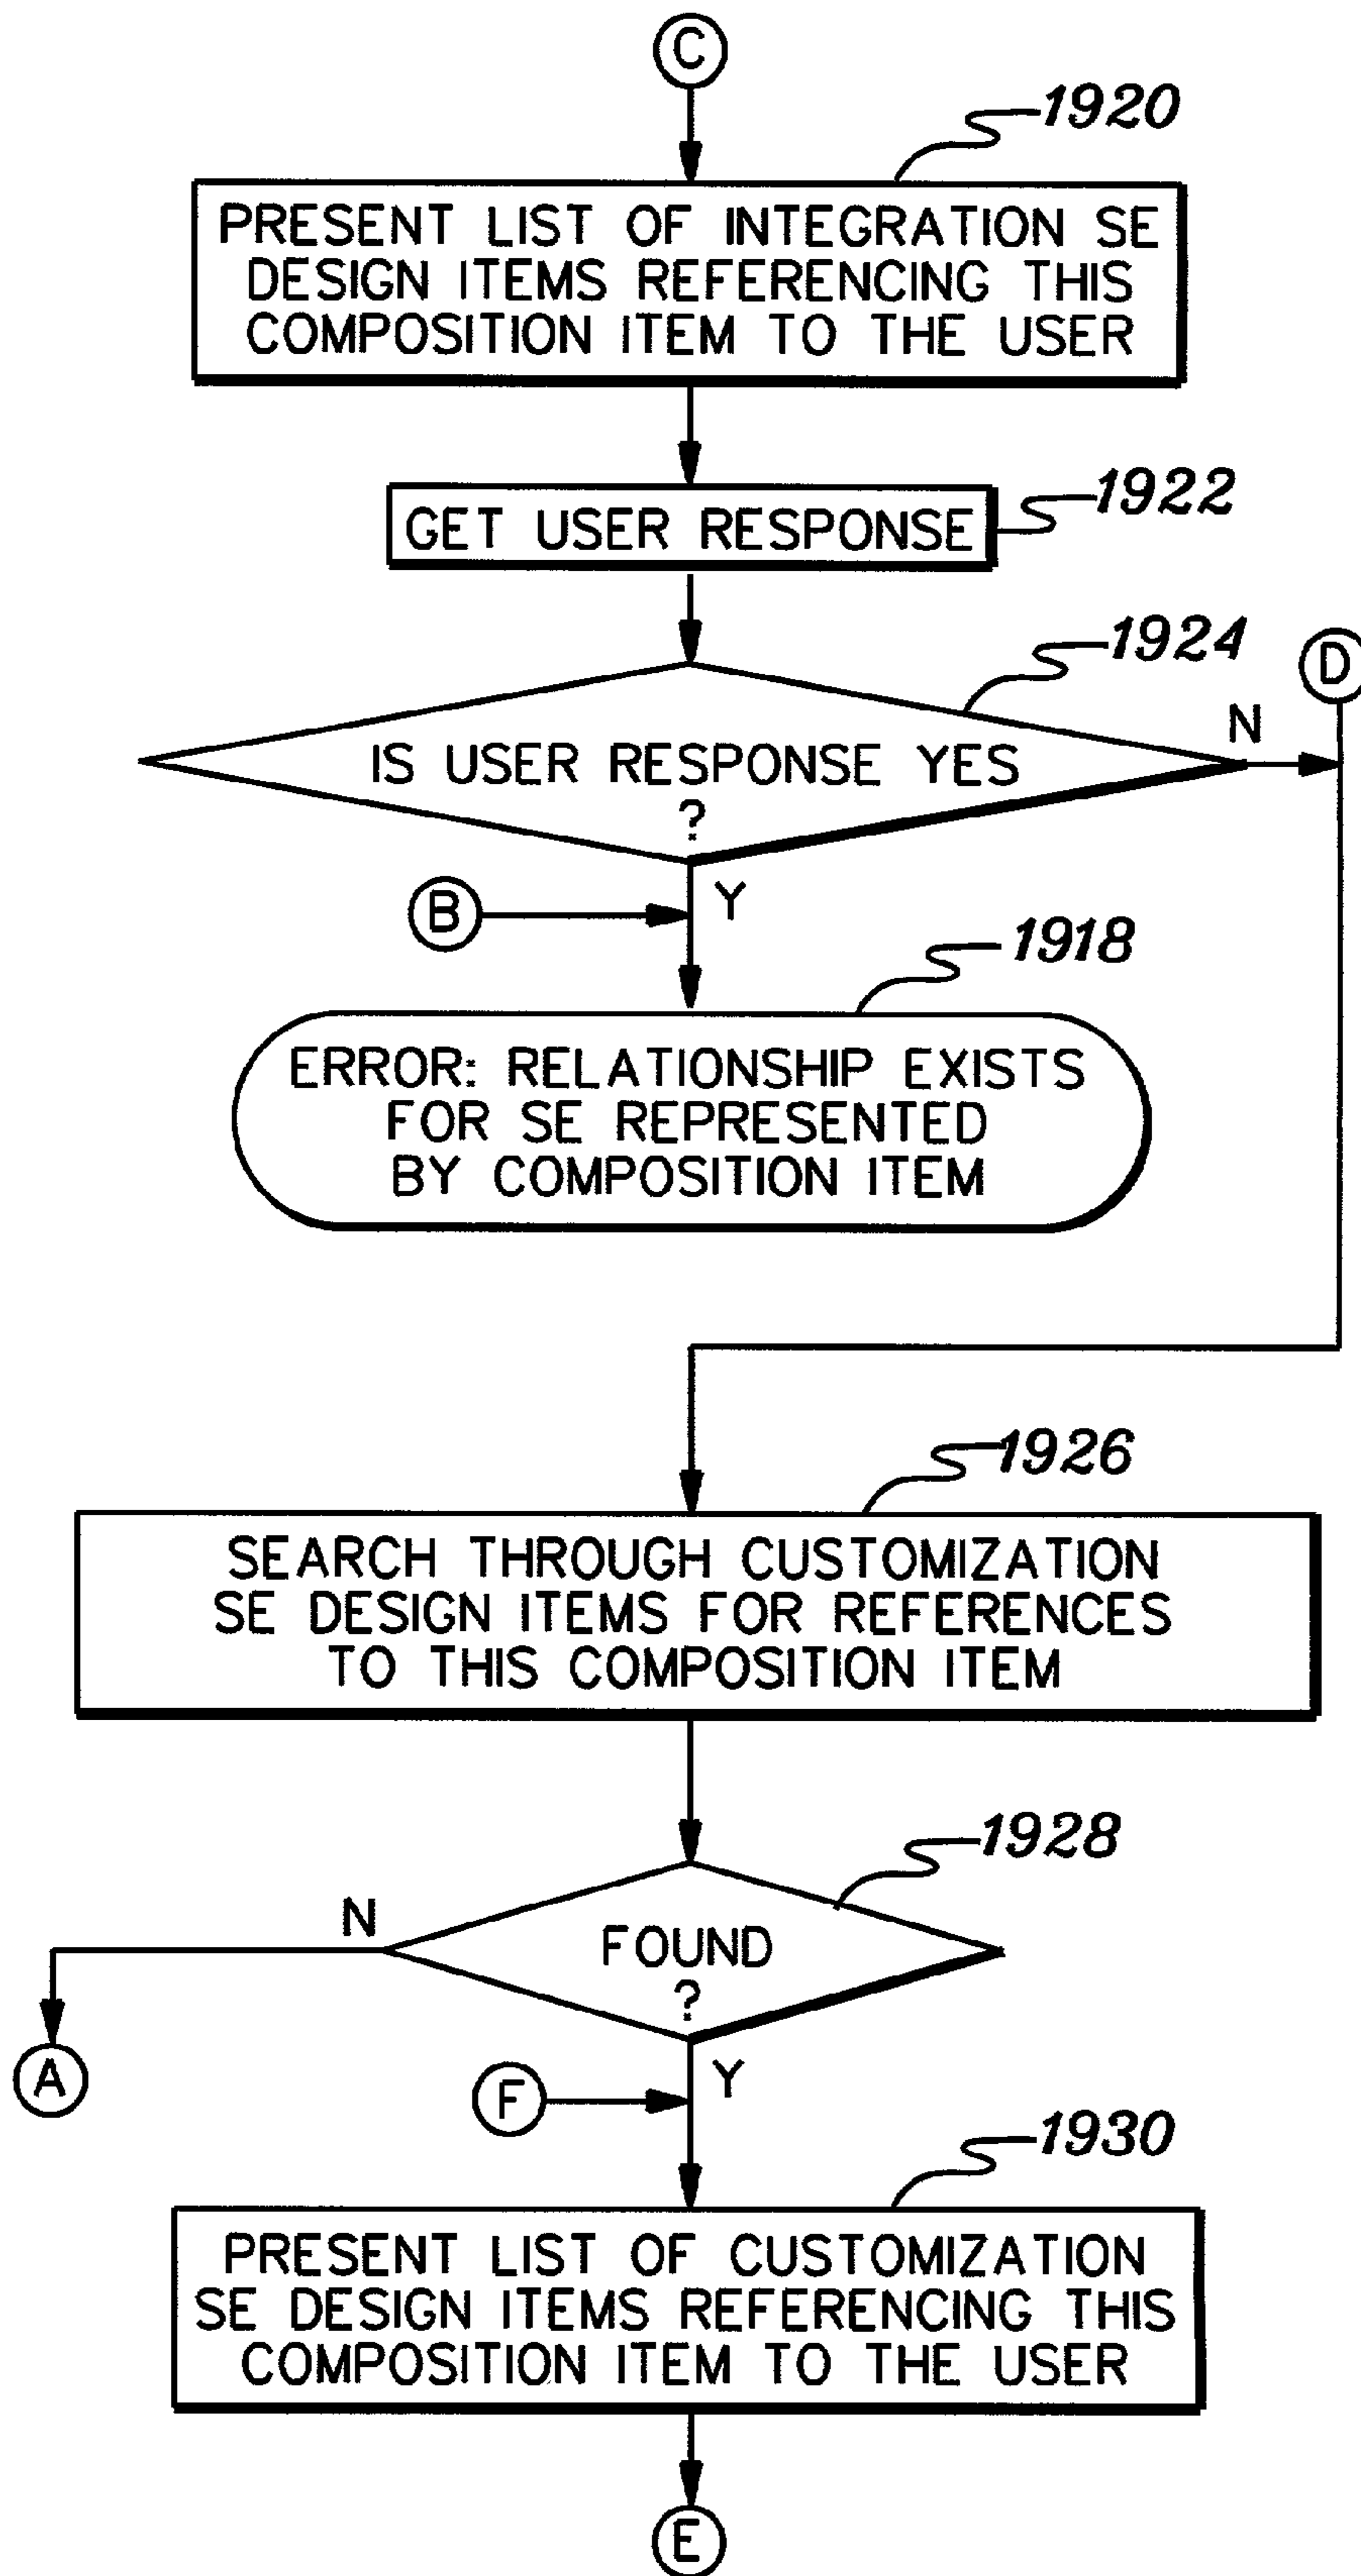 C
1920
PRESENT LIST OF INTEGRATION SE
DESIGN ITEMS REFERENCING THIS
COMPOSITION ITEM TO THE USER
1922
GET USER RESPONSE
1924
D
N
IS USER RESPONSE YES
?
Y
B
1918
ERROR: RELATIONSHIP EXISTS
FOR SE REPRESENTED
BY COMPOSITION ITEM
1926
SEARCH THROUGH CUSTOMIZATION
SE DESIGN ITEMS FOR REFERENCES
TO THIS COMPOSITION ITEM
1928
N
FOUND
?
A
F
Y
1930
PRESENT LIST OF CUSTOMIZATION
SE DESIGN ITEMS REFERENCING THIS
COMPOSITION ITEM TO THE USER
E